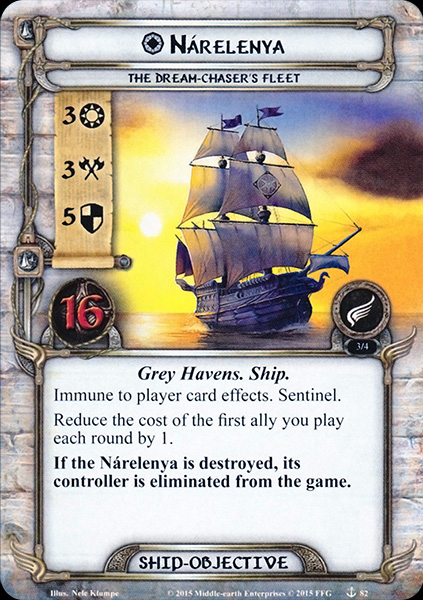 Nárelenya
The Dream-chaser's Fleet
3
3
5
16
3/4
Grey Havens. Ship.
Immune to player card effects. Sentinel.
Reduce the cost of the first ally you play
each round by 1.
If the Nárelenya is destroyed, its
controller is eliminated from the game.
Ship-Objective
Illus. Nele Klumpe © 2015 Middle-earth Enterprises © 2015 FFG 82